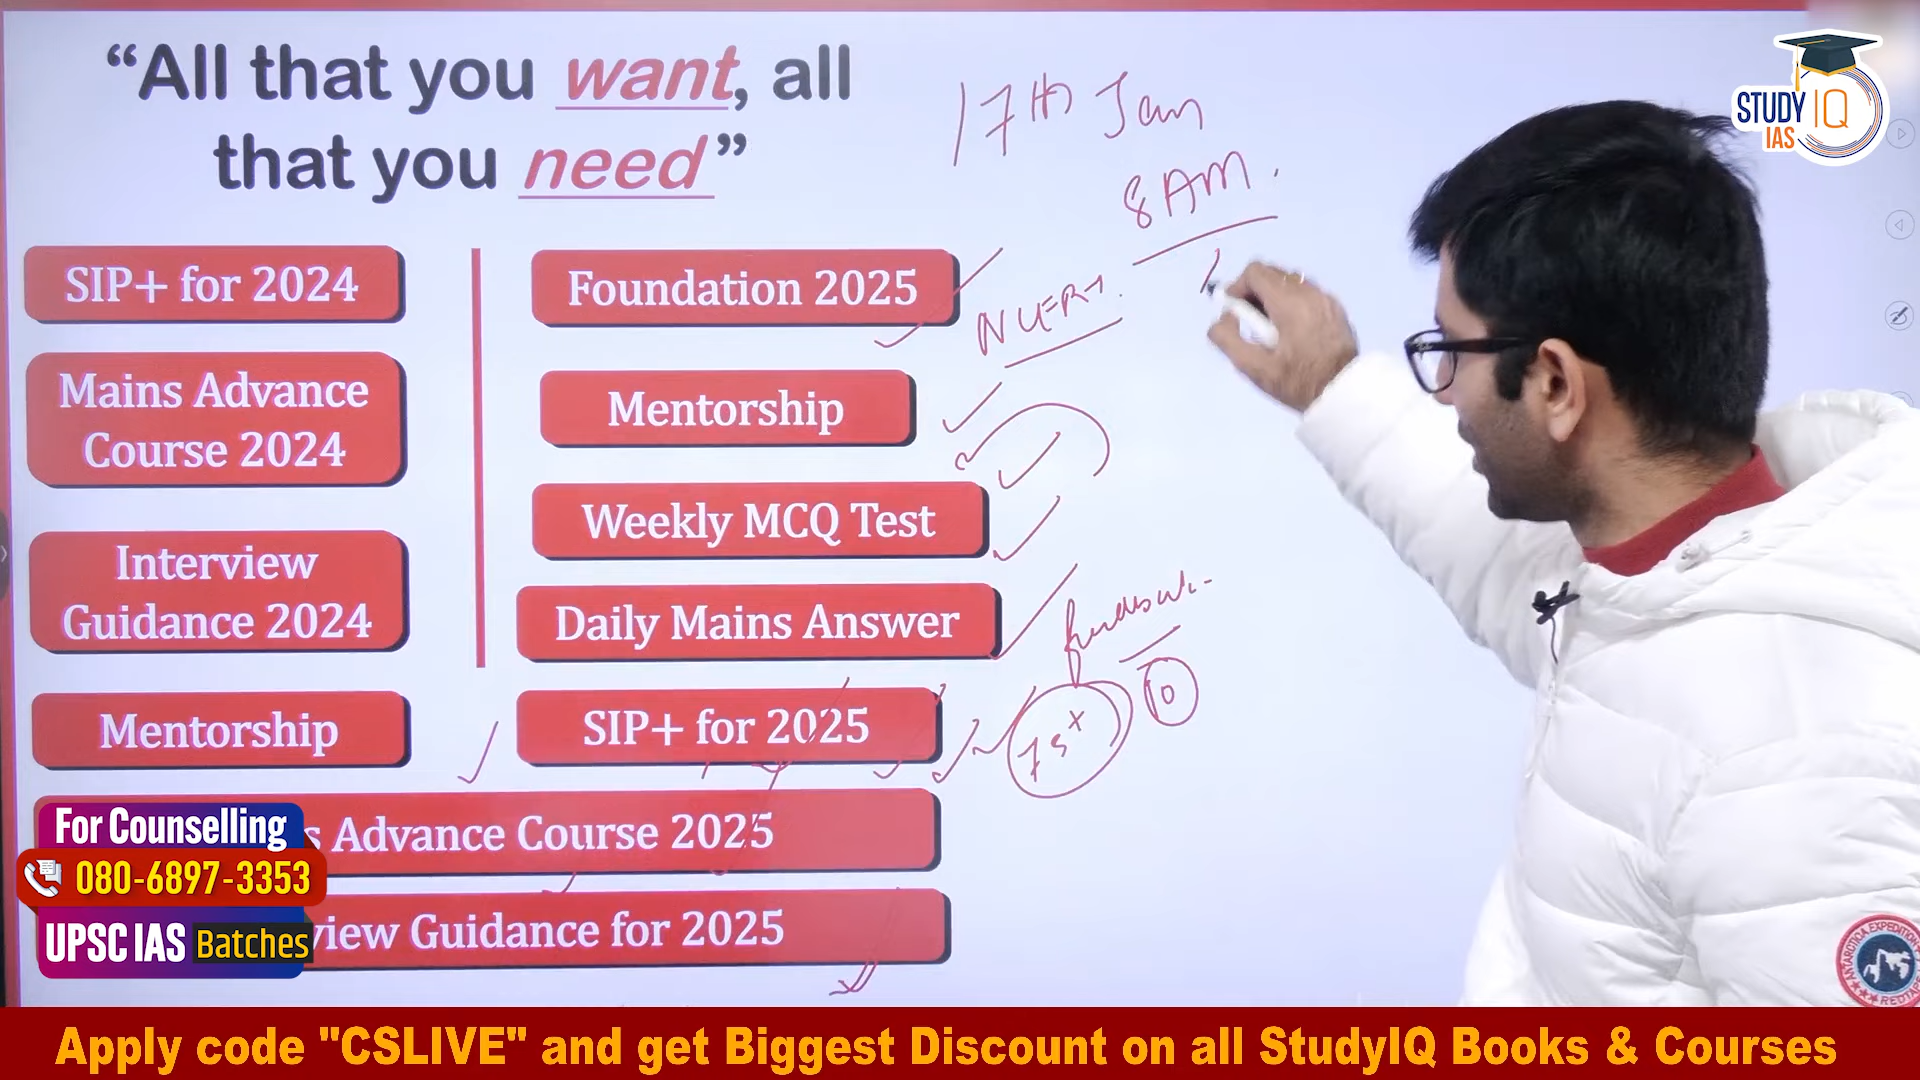 “All that you want, all
that you need”
17th Jan
8 AM.
STUDY IQ
IAS
SIP+ for 2024
Foundation 2025
Mains Advance
Course 2024
Mentorship
Weekly MCQ Test
Interview
Guidance 2024
Daily Mains Answer
Mentorship
SIP+ for 2025
s Advance Course 2025
view Guidance for 2025
For Counselling
080-6897-3353
UPSC IAS Batches
ANTARCTICA EXPEDITION
Apply code "CSLIVE" and get Biggest Discount on all StudyIQ Books & Courses